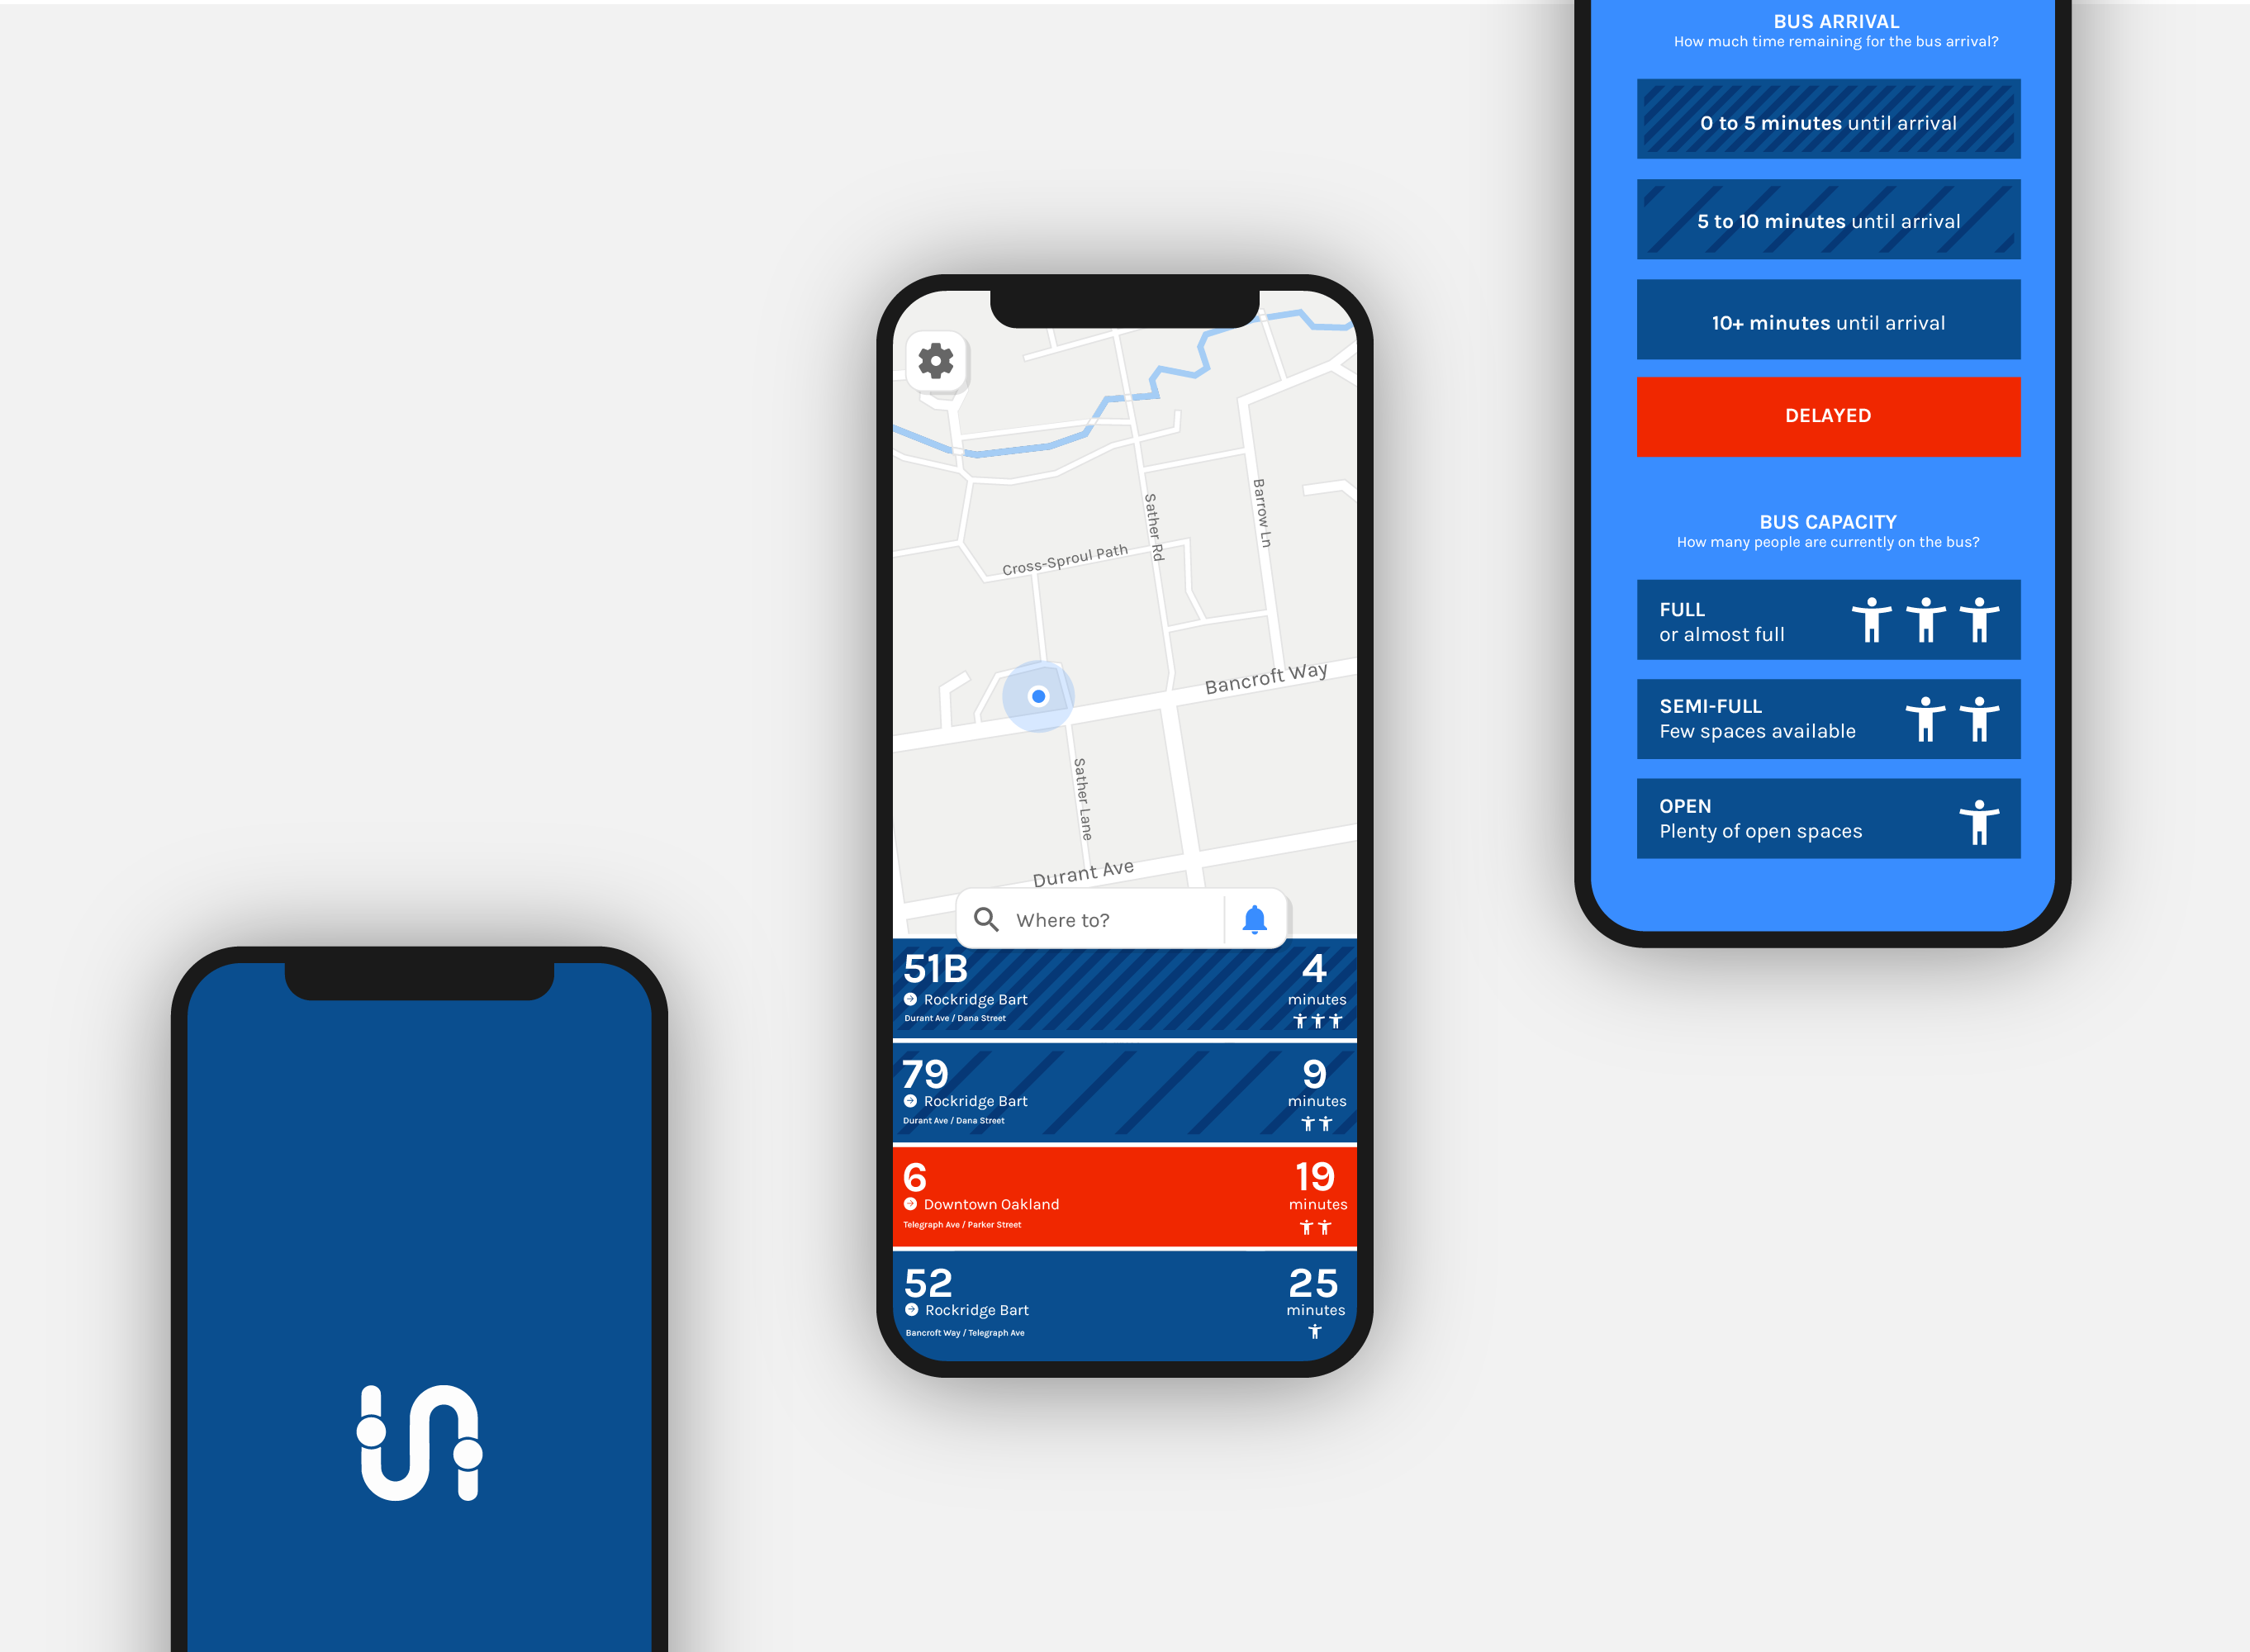 Sather Rd
Barrow Ln
Cross-Sproul Path
Bancroft Way
Sather Lane
Durant Ave
Where to?
51B
Rockridge Bart
Durant Ave / Dana Street
4
minutes
79
Rockridge Bart
Durant Ave / Dana Street
9
minutes
6
Downtown Oakland
Telegraph Ave / Parker Street
19
minutes
52
Rockridge Bart
Bancroft Way / Telegraph Ave
25
minutes
BUS ARRIVAL
How much time remaining for the bus arrival?
0 to 5 minutes until arrival
5 to 10 minutes until arrival
10+ minutes until arrival
DELAYED
BUS CAPACITY
How many people are currently on the bus?
FULL
or almost full
SEMI-FULL
Few spaces available
OPEN
Plenty of open spaces